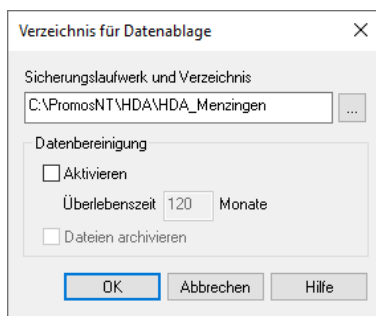 Verzeichnis für Datenablage
Sicherungslaufwerk und Verzeichnis
C:\PromosNT\HDA\HDA_Menzingen
...
Datenbereinigung
Aktivieren
Überlebenszeit 120 Monate
Dateien archivieren
OK Abbrechen Hilfe